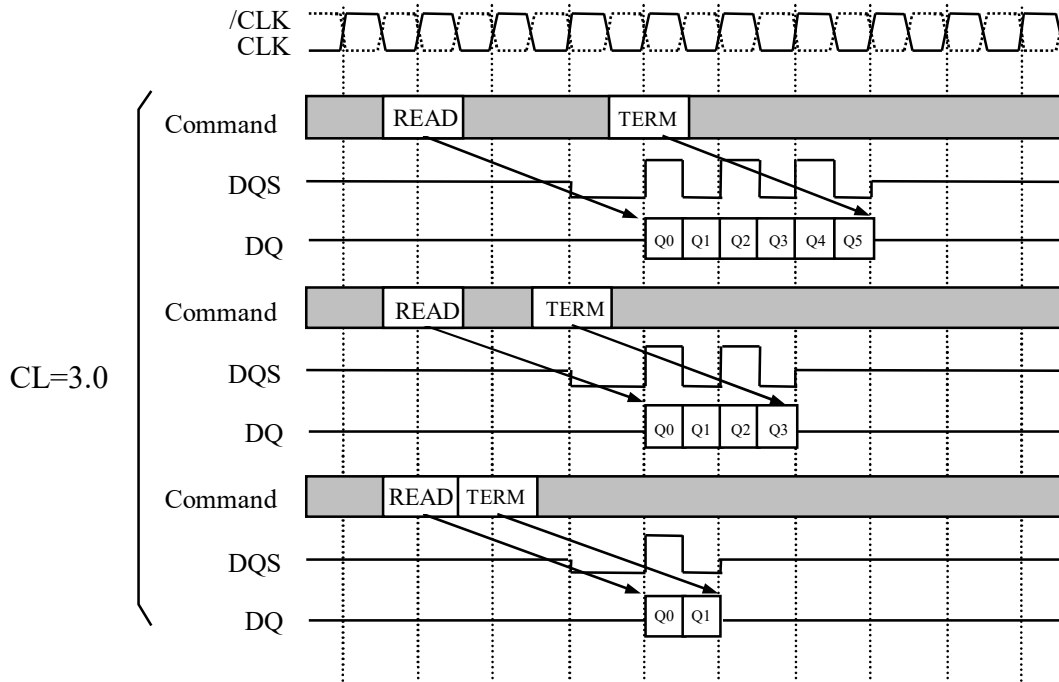 /CLK
CLK
Command READ TERM
DQS
DQ Q0 Q1 Q2 Q3 Q4 Q5
Command READ TERM
CL=3.0
DQS
DQ Q0 Q1 Q2 Q3
Command READ TERM
DQS
DQ Q0 Q1